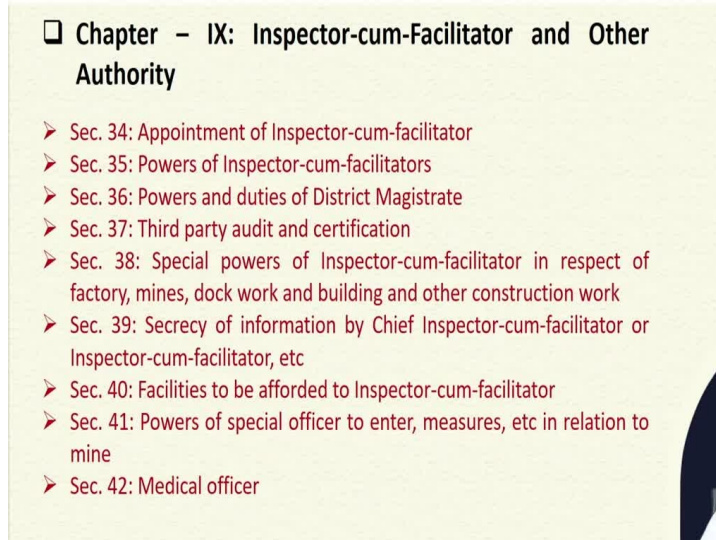 ❑ Chapter – IX: Inspector-cum-Facilitator and Other
Authority
➢ Sec. 34: Appointment of Inspector-cum-facilitator
➢ Sec. 35: Powers of Inspector-cum-facilitators
➢ Sec. 36: Powers and duties of District Magistrate
➢ Sec. 37: Third party audit and certification
➢ Sec. 38: Special powers of Inspector-cum-facilitator in respect of
factory, mines, dock work and building and other construction work
➢ Sec. 39: Secrecy of information by Chief Inspector-cum-facilitator or
Inspector-cum-facilitator, etc
➢ Sec. 40: Facilities to be afforded to Inspector-cum-facilitator
➢ Sec. 41: Powers of special officer to enter, measures, etc in relation to
mine
➢ Sec. 42: Medical officer